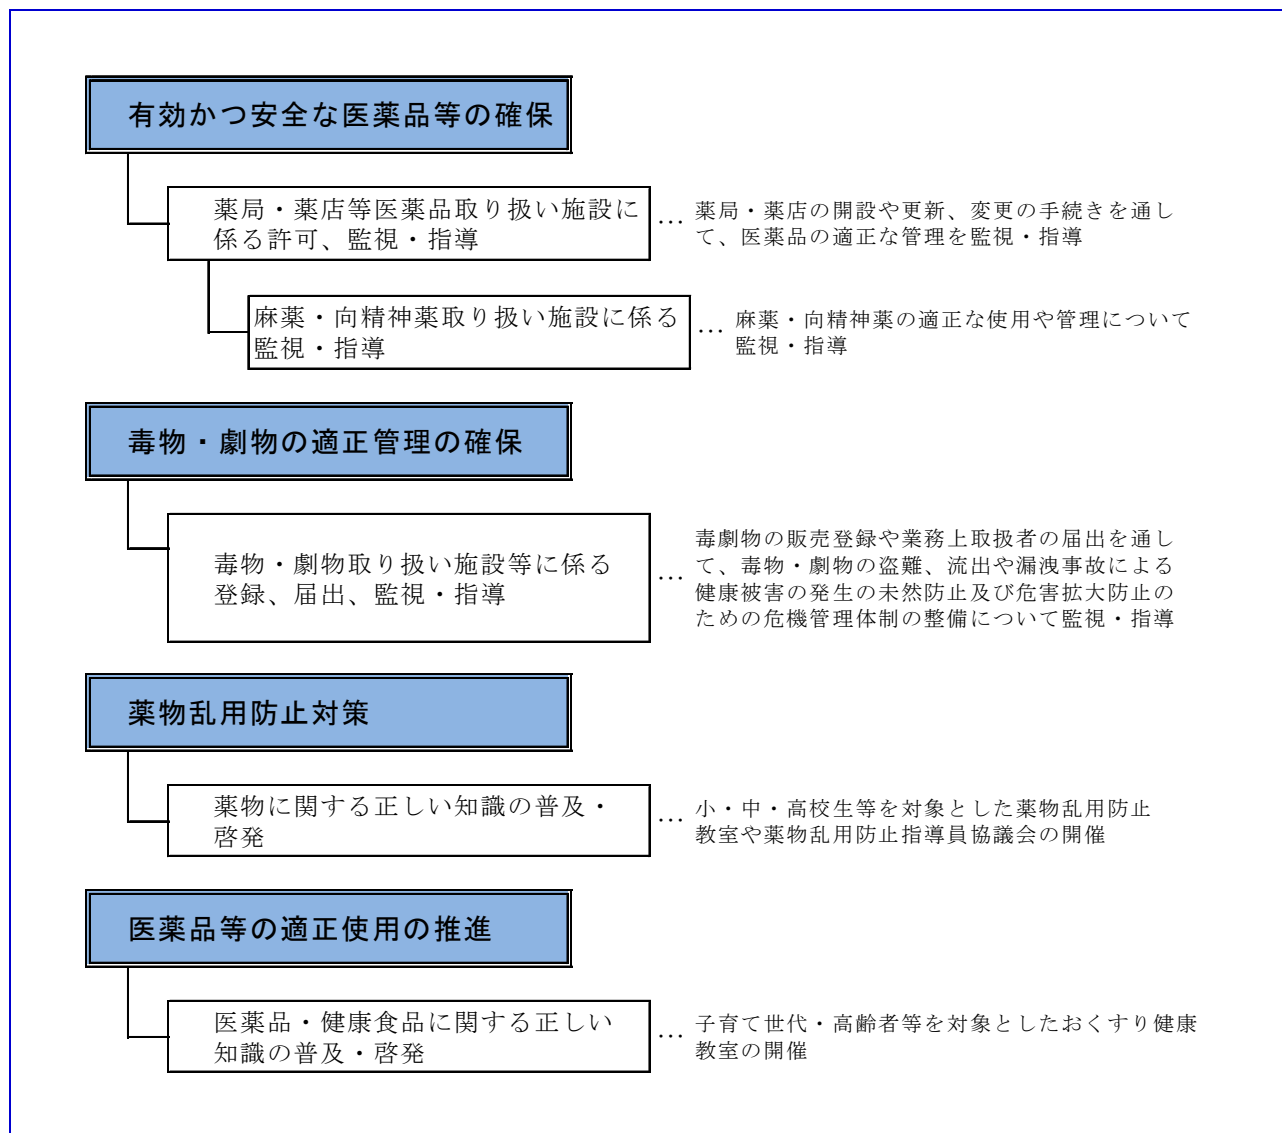 有効かつ安全な医薬品等の確保
薬局・薬店等医薬品取り扱い施設に
係る許可、監視・指導
… 薬局・薬店の開設や更新、変更の手続きを通し
て、医薬品の適正な管理を監視・指導
麻薬・向精神薬取り扱い施設に係る
監視・指導
… 麻薬・向精神薬の適正な使用や管理について
監視・指導
毒物・劇物の適正管理の確保
毒物・劇物取り扱い施設等に係る
登録、届出、監視・指導
…
毒劇物の販売登録や業務上取扱者の届出を通し
て、毒物・劇物の盗難、流出や漏洩事故による
健康被害の発生の未然防止及び危害拡大防止の
ための危機管理体制の整備について監視・指導
薬物乱用防止対策
薬物に関する正しい知識の普及・
啓発
… 小・中・高校生等を対象とした薬物乱用防止
教室や薬物乱用防止指導員協議会の開催
医薬品等の適正使用の推進
医薬品・健康食品に関する正しい
知識の普及・啓発
… 子育て世代・高齢者等を対象としたおくすり健康
教室の開催